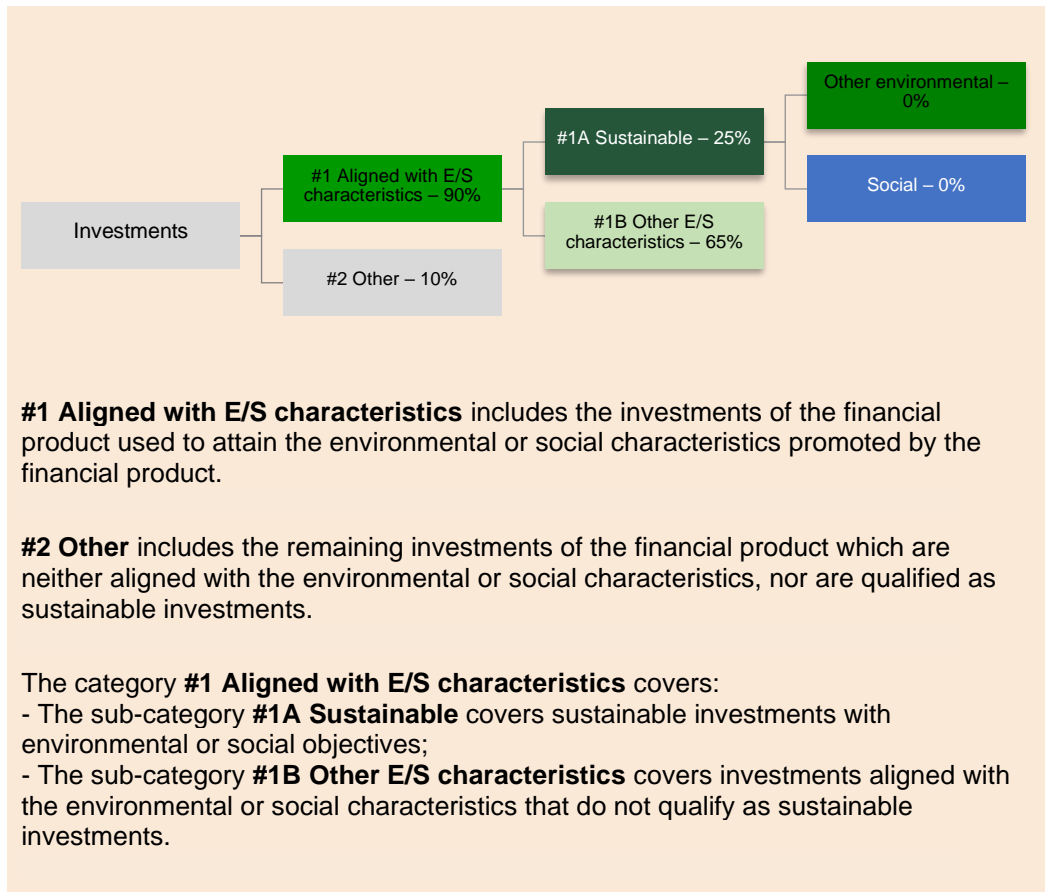 Other environmental –
0%
#1A Sustainable – 25%
#1 Aligned with E/S
characteristics – 90%
Social – 0%
Investments
#1B Other E/S
characteristics – 65%
#2 Other – 10%
#1 Aligned with E/S characteristics includes the investments of the financial
product used to attain the environmental or social characteristics promoted by the
financial product.
#2 Other includes the remaining investments of the financial product which are
neither aligned with the environmental or social characteristics, nor are qualified as
sustainable investments.
The category #1 Aligned with E/S characteristics covers:
- The sub-category #1A Sustainable covers sustainable investments with
environmental or social objectives;
- The sub-category #1B Other E/S characteristics covers investments aligned with
the environmental or social characteristics that do not qualify as sustainable
investments.